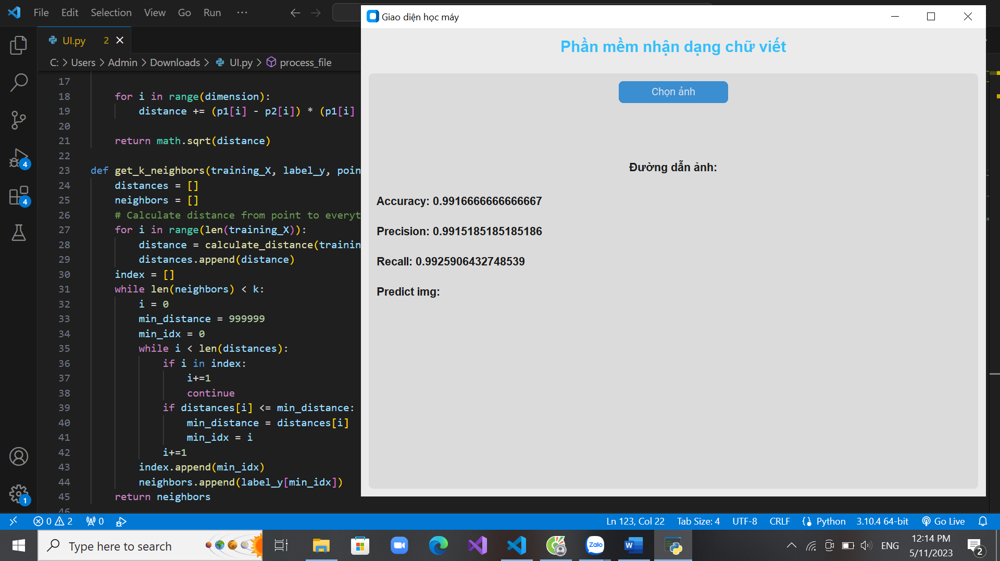 File Edit Selection View Go Run ···
UI.py 2
C: > Users > Admin > Downloads > UI.py > process_file
17
18 for i in range(dimension):
19 distance += (p1[i] - p2[i]) * (p1[i]
20
21 return math.sqrt(distance)
22
23 def get_k_neighbors(training_X, label_y, poin
24 distances = []
25 neighbors = []
26 # Calculate distance from point to everyt
27 for i in range(len(training_X)):
28 distance = calculate_distance(trainin
29 distances.append(distance)
30 index = []
31 while len(neighbors) < k:
32 i = 0
33 min_distance = 999999
34 min_idx = 0
35 while i < len(distances):
36 if i in index:
37 i+=1
38 continue
39 if distances[i] <= min_distance:
40 min_distance = distances[i]
41 min_idx = i
42 i+=1
43 index.append(min_idx)
44 neighbors.append(label_y[min_idx])
45 return neighbors
46
4
4
1
Giao diện học máy
Phần mềm nhận dạng chữ viết
Chọn ảnh
Đường dẫn ảnh:
Accuracy: 0.9916666666666667
Precision: 0.9915185185185186
Recall: 0.9925906432748539
Predict img:
0 2 0 Ln 123, Col 22 Tab Size: 4 UTF-8 CRLF Python 3.10.4 64-bit Go Live
Type here to search
Zalo
W
ENG
12:14 PM
5/11/2023
2